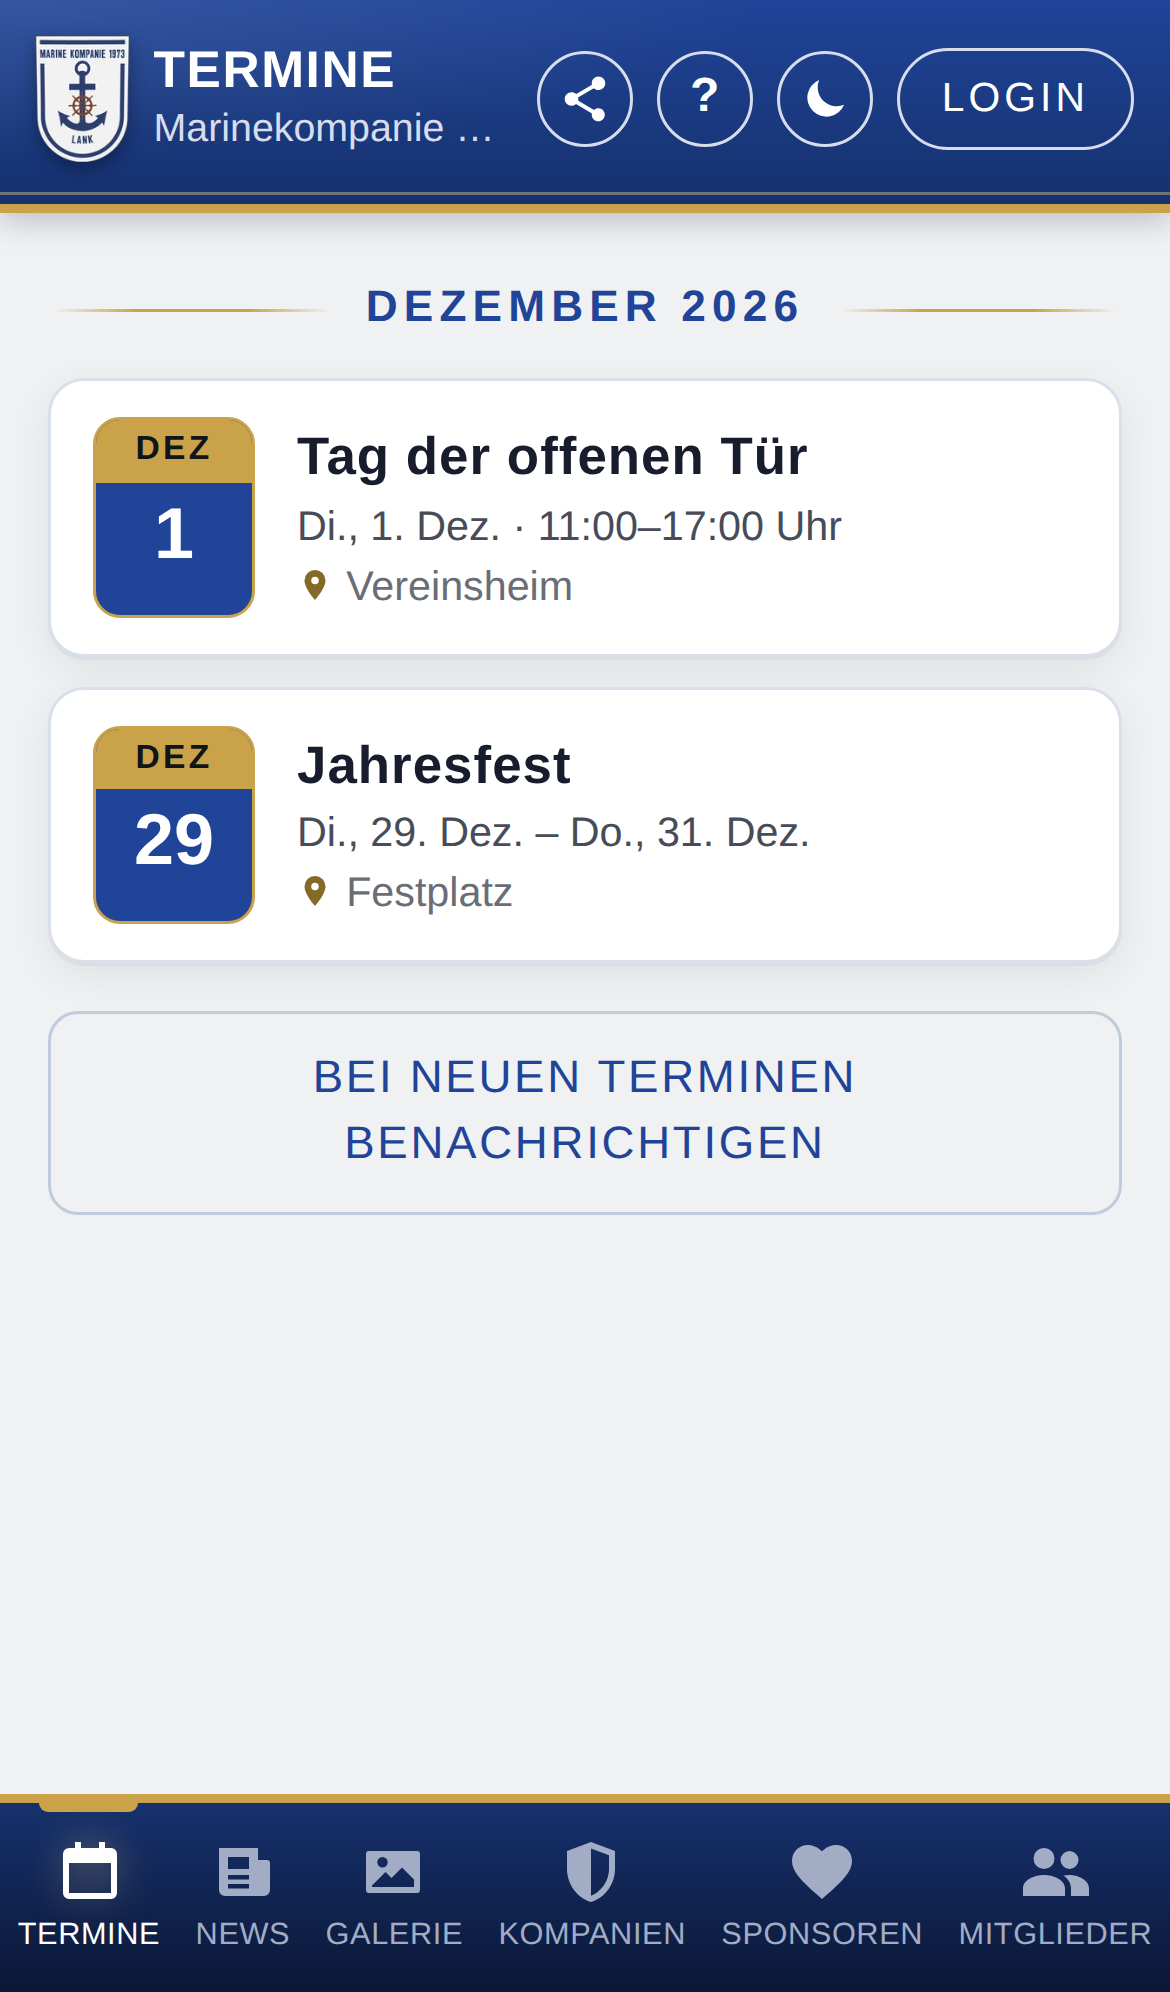 MARINE KOMPANIE 1973
LANK
TERMINE
Marinekompanie …
?
LOGIN
DEZEMBER 2026
DEZ
1
Tag der offenen Tür
Di., 1. Dez. · 11:00–17:00 Uhr
Vereinsheim
DEZ
29
Jahresfest
Di., 29. Dez. – Do., 31. Dez.
Festplatz
BEI NEUEN TERMINEN
BENACHRICHTIGEN
TERMINE
NEWS
GALERIE
KOMPANIEN
SPONSOREN
MITGLIEDER